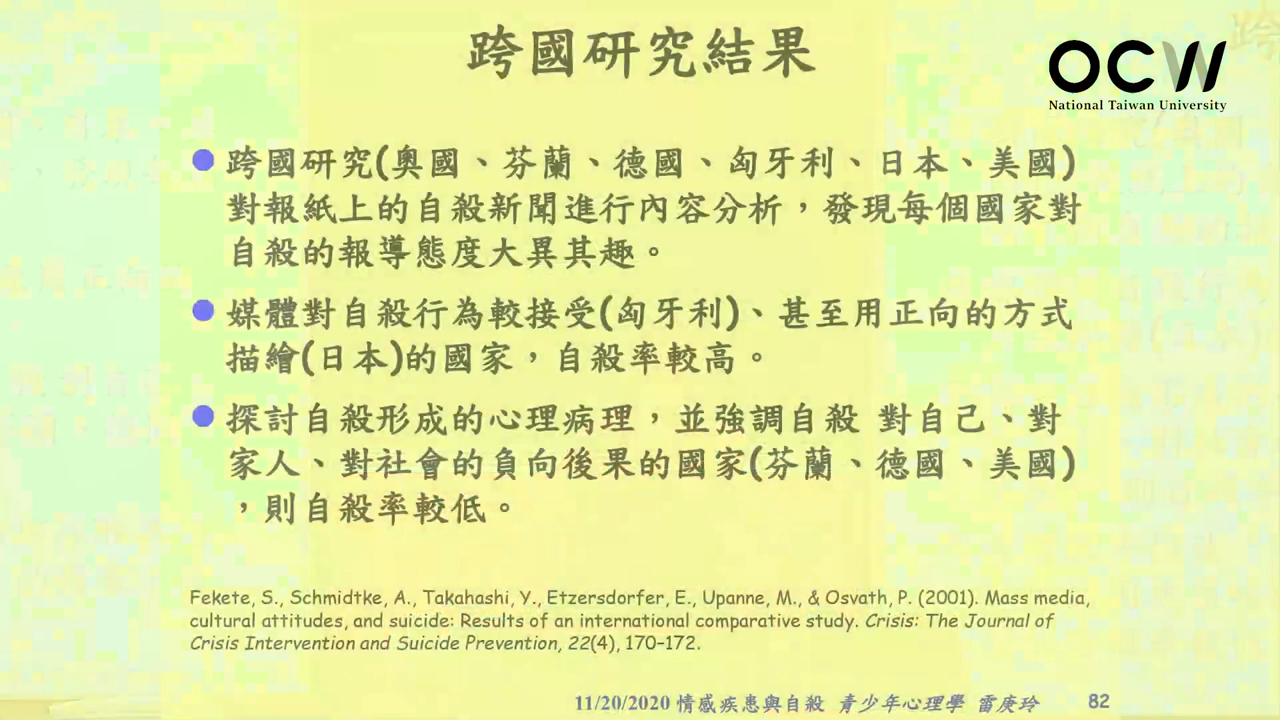 跨國研究結果
OCW
National Taiwan University
跨國研究(奧國、芬蘭、德國、匈牙利、日本、美國)
對報紙上的自殺新聞進行內容分析，發現每個國家對
自殺的報導態度大異其趣。
媒體對自殺行為較接受(匈牙利)、甚至用正向的方式
描繪(日本)的國家，自殺率較高。
探討自殺形成的心理病理，並強調自殺 對自己、對
家人、對社會的負向後果的國家(芬蘭、德國、美國)
，則自殺率較低。
Fekete, S., Schmidtke, A., Takahashi, Y., Etzersdorfer, E., Upanne, M., & Osvath, P. (2001). Mass media,
cultural attitudes, and suicide: Results of an international comparative study. Crisis: The Journal of
Crisis Intervention and Suicide Prevention, 22(4), 170–172.
11/20/2020 情感疾患與自殺 青少年心理學 雷庚玲 82